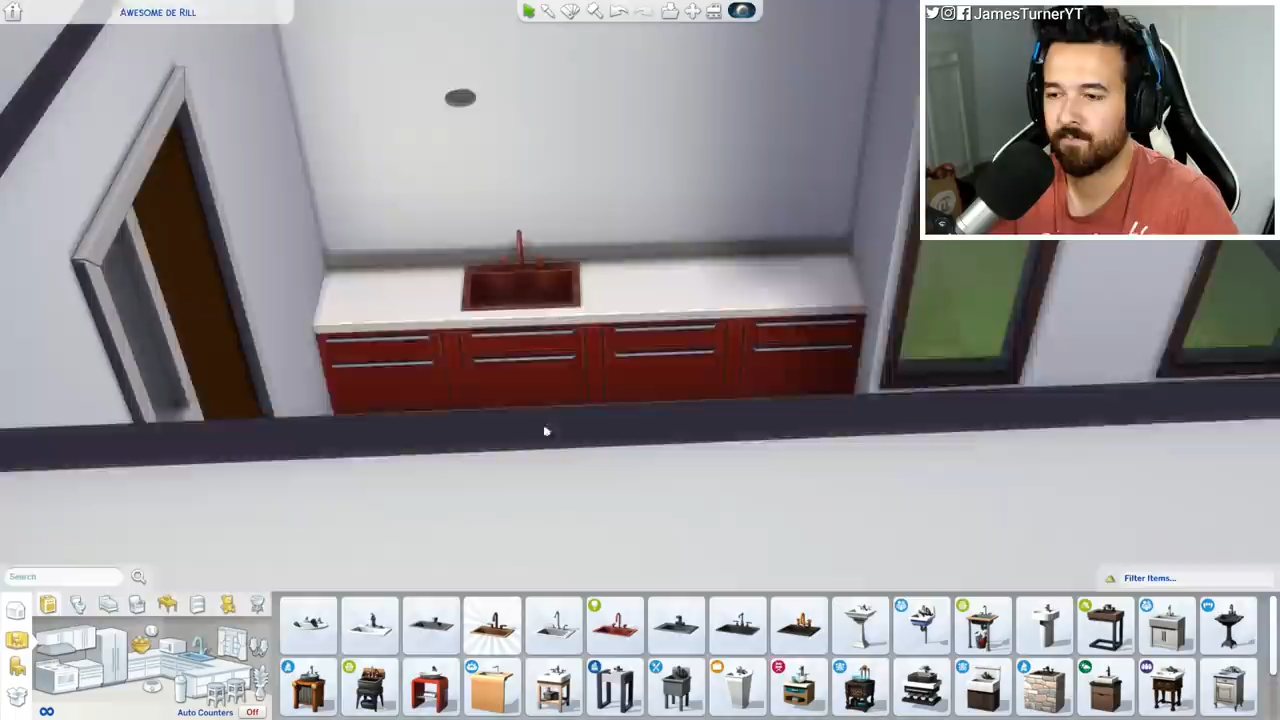 AWESOME DE RILL
JamesTurnerYT
Search
Filter Items...
Auto Counters
Off